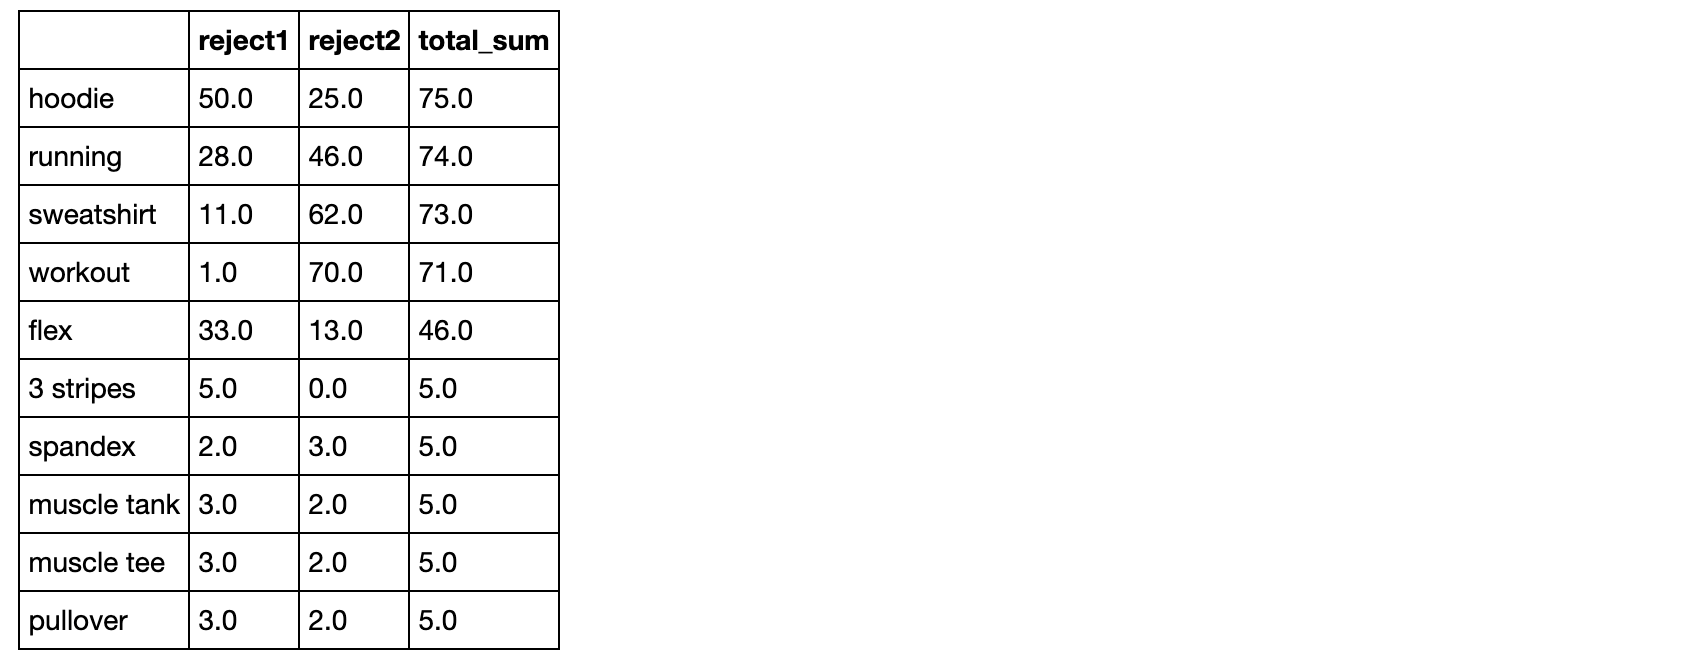 reject1 reject2 total_sum
hoodie 50.0 25.0 75.0
running 28.0 46.0 74.0
sweatshirt 11.0 62.0 73.0
workout 1.0 70.0 71.0
flex 33.0 13.0 46.0
3 stripes 5.0 0.0 5.0
spandex 2.0 3.0 5.0
muscle tank 3.0 2.0 5.0
muscle tee 3.0 2.0 5.0
pullover 3.0 2.0 5.0